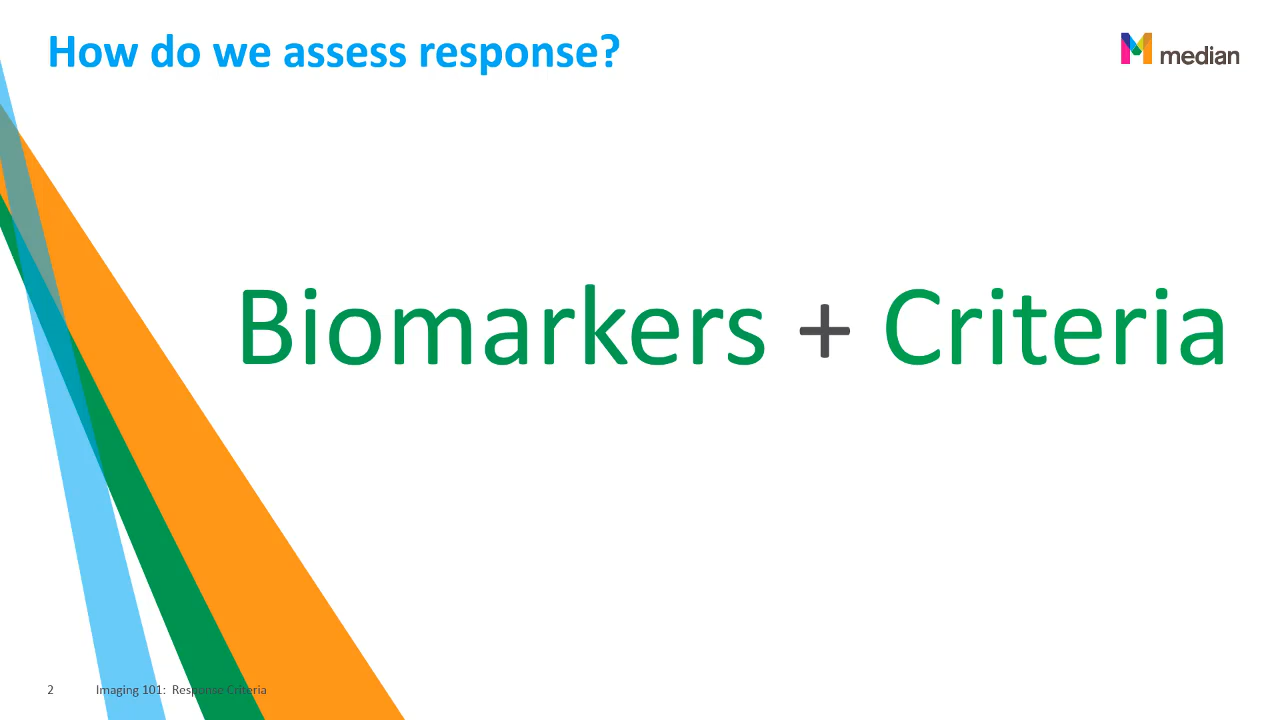 How do we assess response?
median
Biomarkers + Criteria
2 Imaging 101: Response Criteria